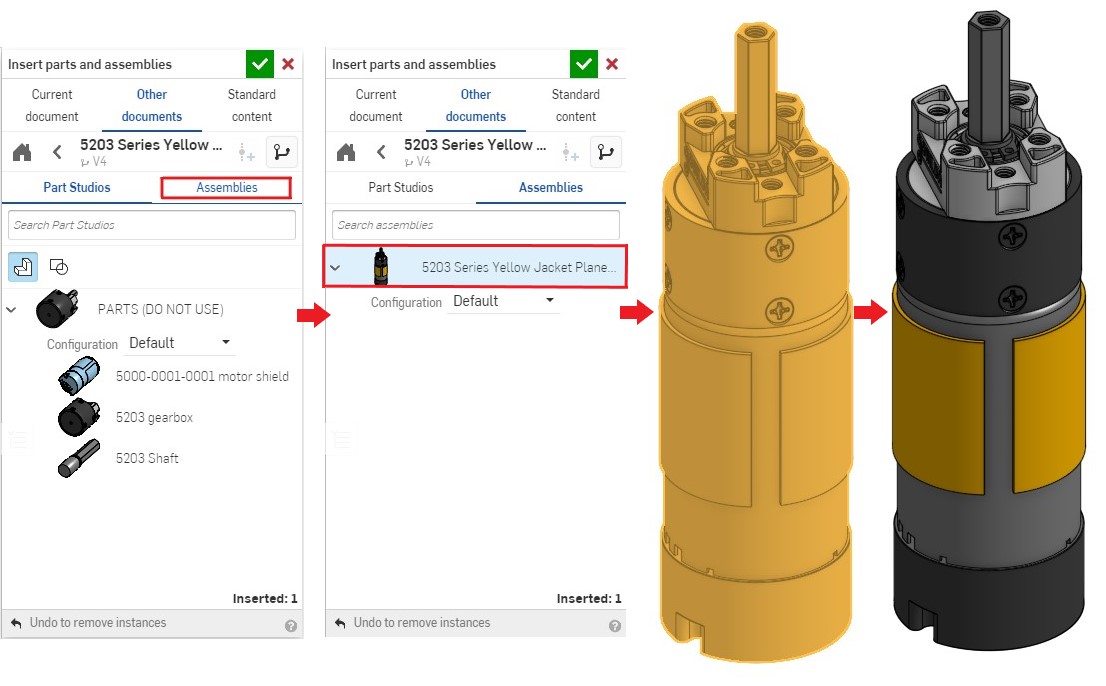 Insert parts and assemblies
Current document
Other documents
Standard content
5203 Series Yellow ...
V4
Part Studios
Assemblies
Search Part Studios
PARTS (DO NOT USE)
Configuration Default
5000-0001-0001 motor shield
5203 gearbox
5203 Shaft
Inserted: 1
Undo to remove instances
Insert parts and assemblies
Current document
Other documents
Standard content
5203 Series Yellow ...
V4
Part Studios
Assemblies
Search assemblies
5203 Series Yellow Jacket Plane...
Configuration Default
Inserted: 1
Undo to remove instances